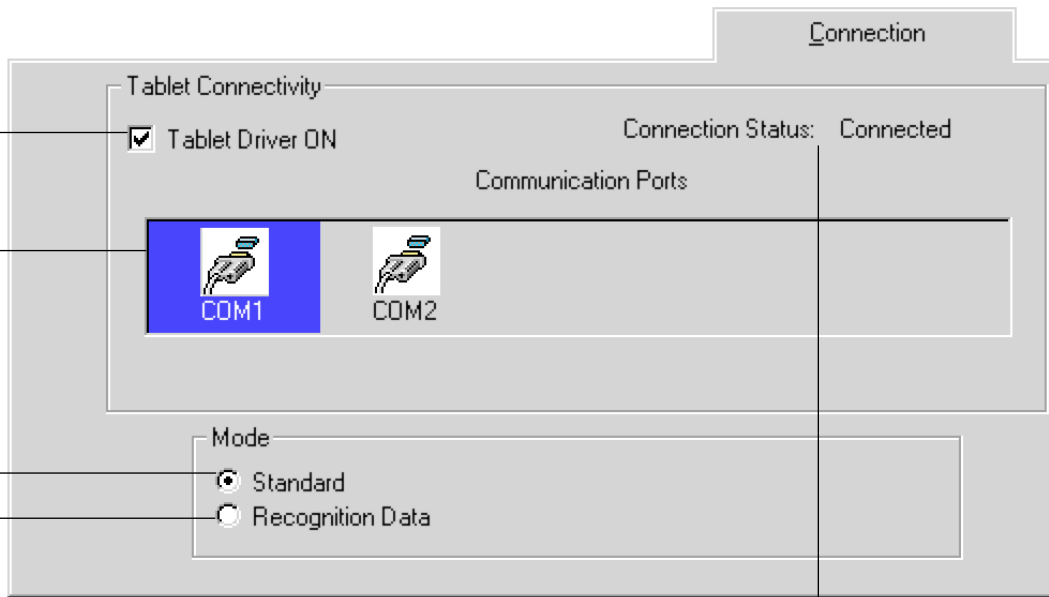 Connection
Tablet Connectivity
Tablet Driver ON
Connection Status: Connected
Communication Ports
COM1 COM2
Mode
Standard
Recognition Data